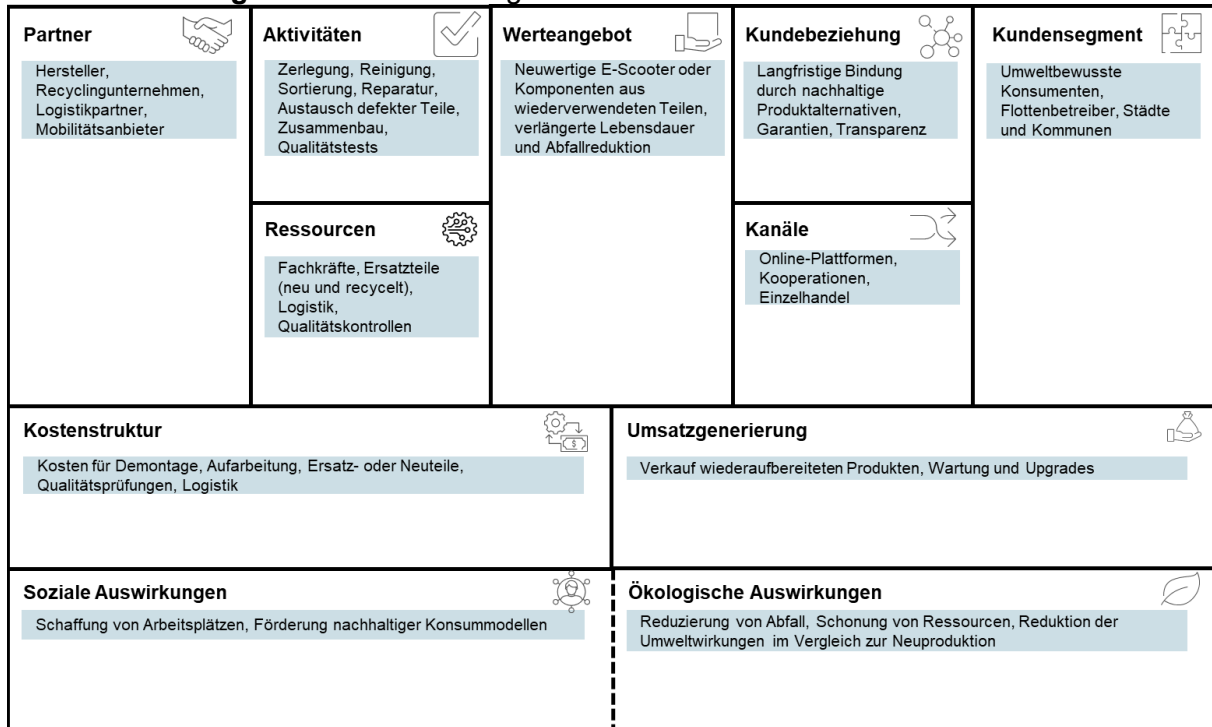 Partner
Hersteller,
Recyclingunternehmen,
Logistikpartner,
Mobilitätsanbieter
Aktivitäten
Zerlegung, Reinigung,
Sortierung, Reparatur,
Austausch defekter Teile,
Zusammenbau,
Qualitätstests
Ressourcen
Fachkräfte, Ersatzteile
(neu und recycelt),
Logistik,
Qualitätskontrollen
Werteangebot
Neuwertige E-Scooter oder
Komponenten aus
wiederverwendeten Teilen,
verlängerte Lebensdauer
und Abfallreduktion
Kundebeziehung
Langfristige Bindung
durch nachhaltige
Produktalternativen,
Garantien, Transparenz
Kanäle
Online-Plattformen,
Kooperationen,
Einzelhandel
Kundensegment
Umweltbewusste
Konsumenten,
Flottenbetreiber, Städte
und Kommunen
Kostenstruktur
Kosten für Demontage, Aufarbeitung, Ersatz- oder Neuteile,
Qualitätsprüfungen, Logistik
Umsatzgenerierung
Verkauf wiederaufbereiteten Produkten, Wartung und Upgrades
Soziale Auswirkungen
Schaffung von Arbeitsplätzen, Förderung nachhaltiger Konsummodellen
Ökologische Auswirkungen
Reduzierung von Abfall, Schonung von Ressourcen, Reduktion der
Umweltwirkungen im Vergleich zur Neuproduktion